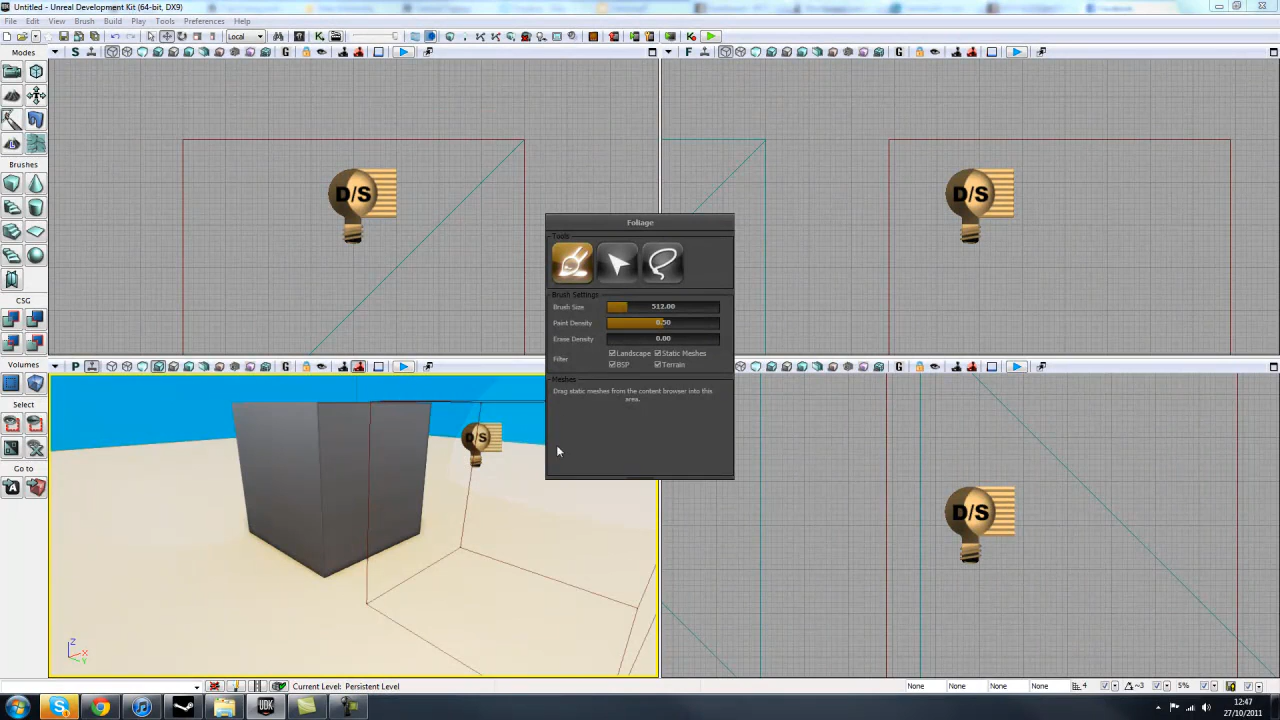 Untitled - Unreal Development Kit (64-bit, DX9)
File Edit View Brush Build Play Tools Preferences Help
Local
Modes
S G
F G
Brushes
CSG
Volumes
Select
Go to
D/S
D/S
Foliage
Tools
Brush Settings
Brush Size 512.00
Paint Density 0.50
Erase Density 0.00
Filter
Landscape Static Meshes
BSP Terrain
Meshes
Drag static meshes from the content browser into this
area.
P G
G
D/S
D/S
Z
X
Y
Current Level: Persistent Level
None None None None 4 3 5%
UDK
12:47
27/10/2011